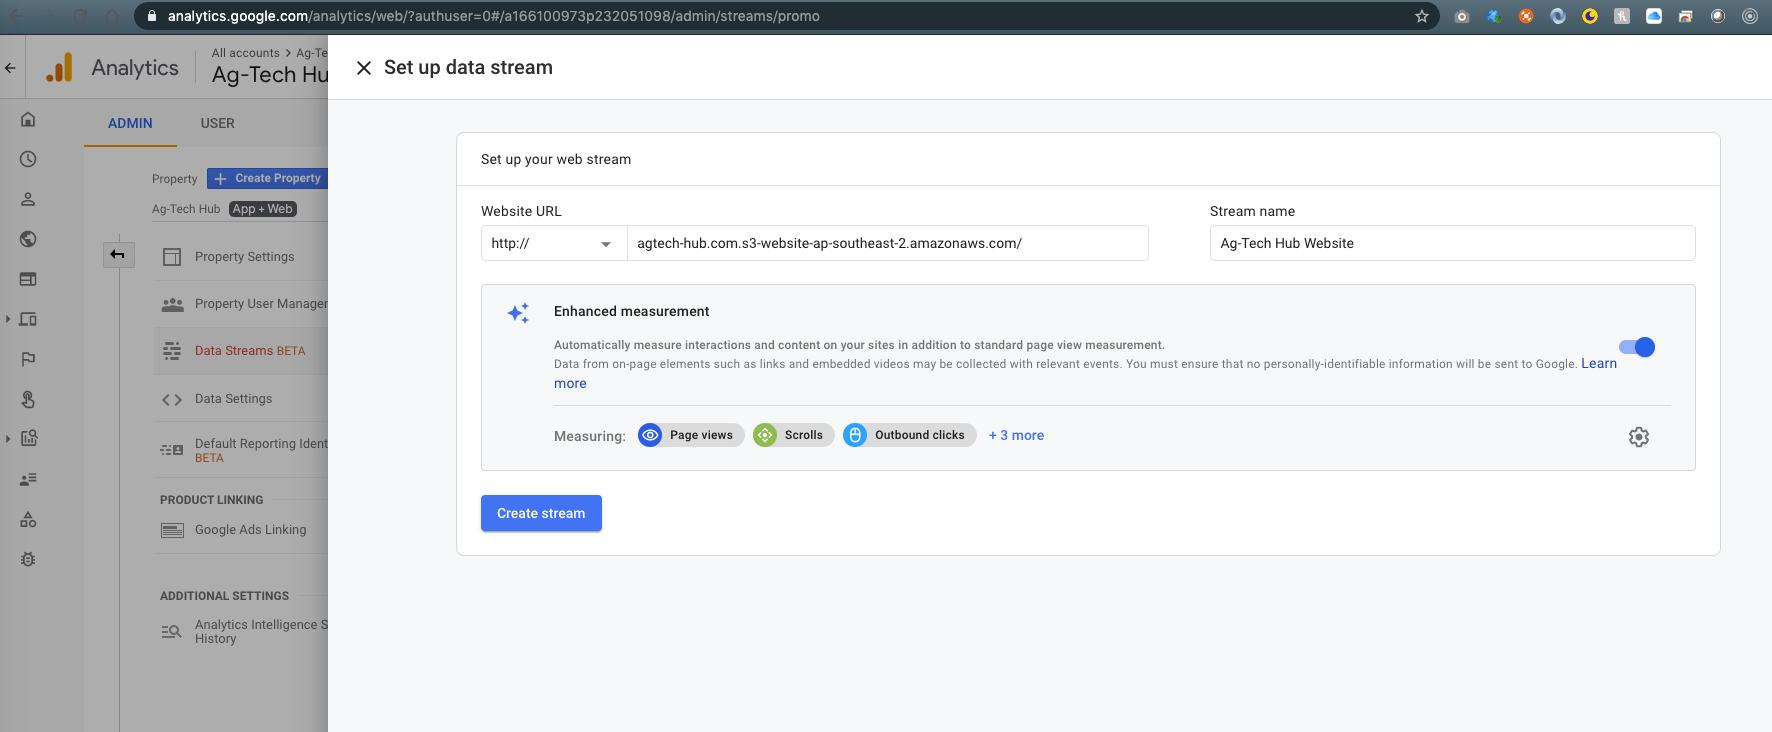 analytics.google.com/analytics/web/?authuser=0#/a166100973p232051098/admin/streams/promo
All accounts > Ag-Te
Analytics
Ag-Tech Hu
Set up data stream
ADMIN
USER
Property
Create Property
Ag-Tech Hub
App + Web
Property Settings
Property User Manager
Data Streams BETA
Data Settings
Default Reporting Ident
BETA
PRODUCT LINKING
Google Ads Linking
ADDITIONAL SETTINGS
Analytics Intelligence S
History
Set up your web stream
Website URL
Stream name
http://
agtech-hub.com.s3-website-ap-southeast-2.amazonaws.com/
Ag-Tech Hub Website
Enhanced measurement
Automatically measure interactions and content on your sites in addition to standard page view measurement.
Data from on-page elements such as links and embedded videos may be collected with relevant events. You must ensure that no personally-identifiable information will be sent to Google. Learn
more
Measuring:
Page views
Scrolls
Outbound clicks
+ 3 more
Create stream